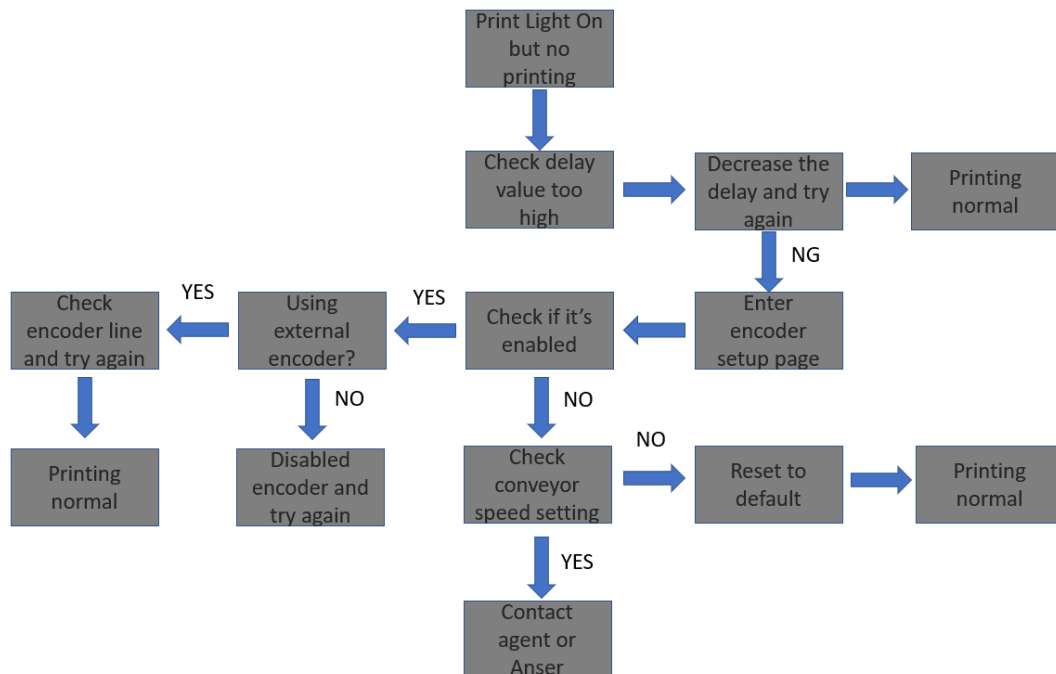 Print Light On
but no
printing
Check delay
value too
high
Decrease the
delay and try
again
Printing
normal
NG
YES
YES
Check
encoder line
and try again
Using
external
encoder?
Check if it's
enabled
Enter
encoder
setup page
NO
NO
NO
Printing
normal
Disabled
encoder and
try again
Check
conveyor
speed setting
Reset to
default
Printing
normal
YES
Contact
agent or
Anser